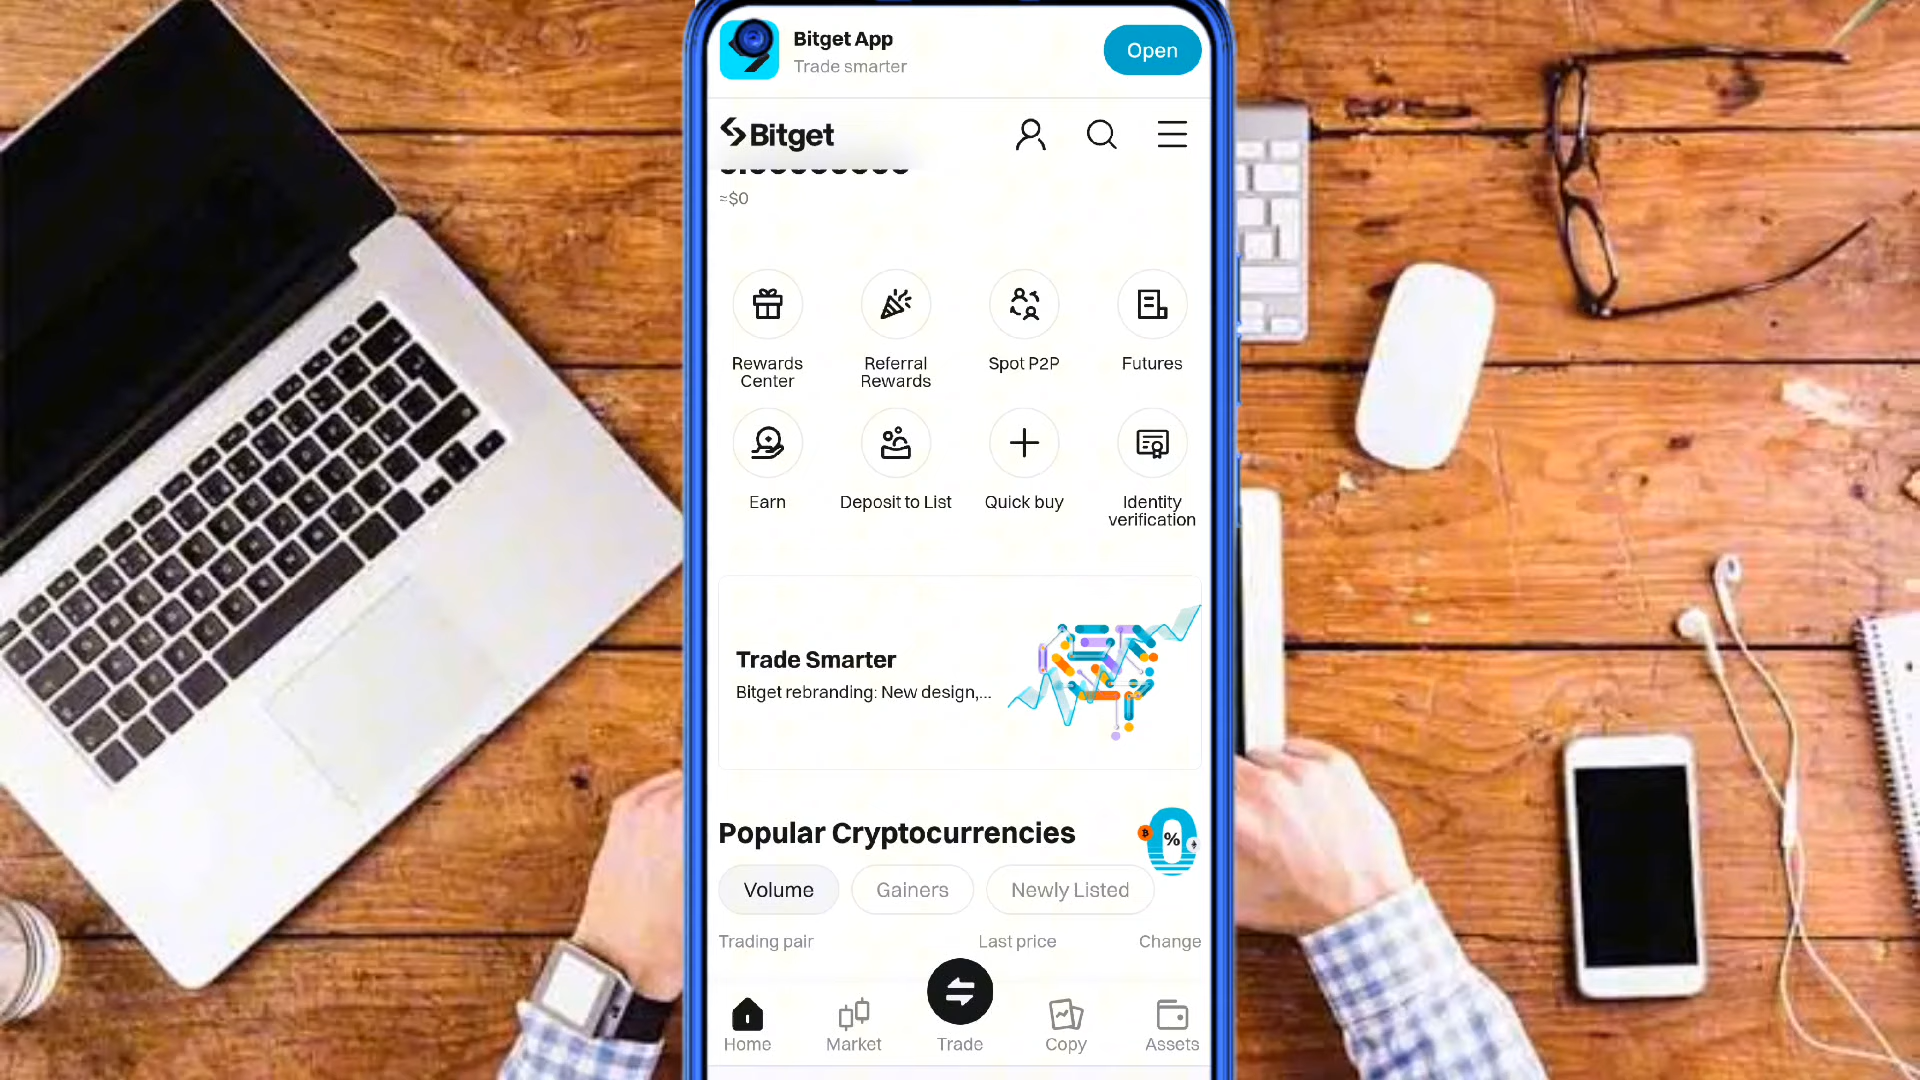 Bitget App
Trade smarter
Open
Bitget
≈$0
Rewards Center
Referral Rewards
Spot P2P
Futures
Earn
Deposit to List
Quick buy
Identity verification
Trade Smarter
Bitget rebranding: New design,...
%
Popular Cryptocurrencies
Volume
Gainers
Newly Listed
Trading pair
Last price
Change
Home
Market
Trade
Copy
Assets